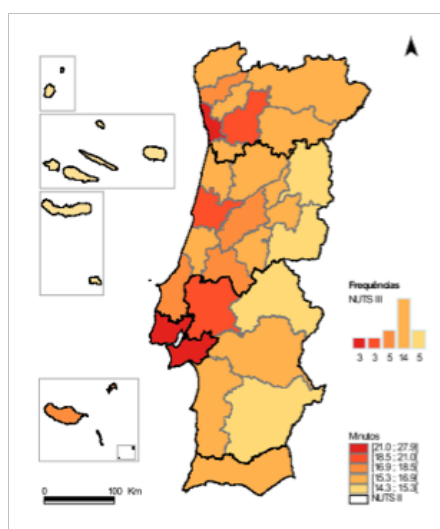 Frequências
NUTS III
3 3 5 14 5
Minutos
[21.0 ; 27.9]
[18.5 ; 21.0[
[16.9 ; 18.5[
[15.3 ; 16.9[
[14.3 ; 15.3[
NUTS II
0 100 Km